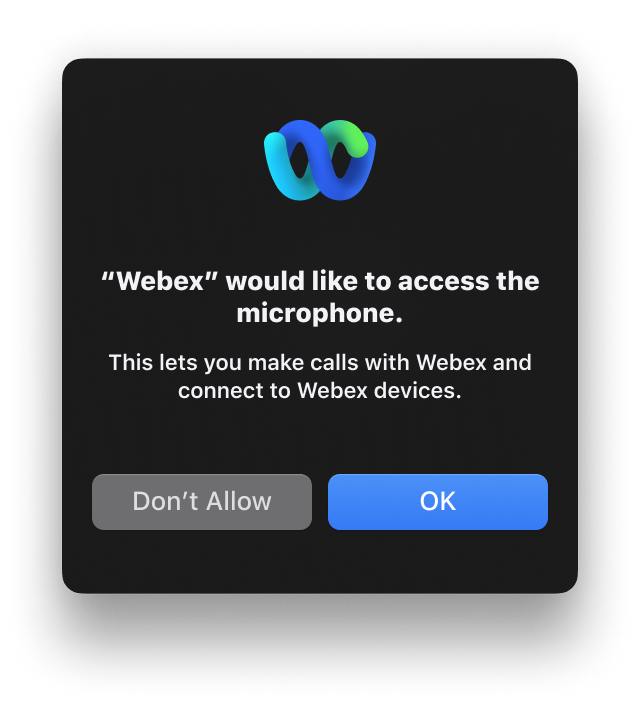 “Webex” would like to access the
microphone.
This lets you make calls with Webex and
connect to Webex devices.
Don’t Allow
OK